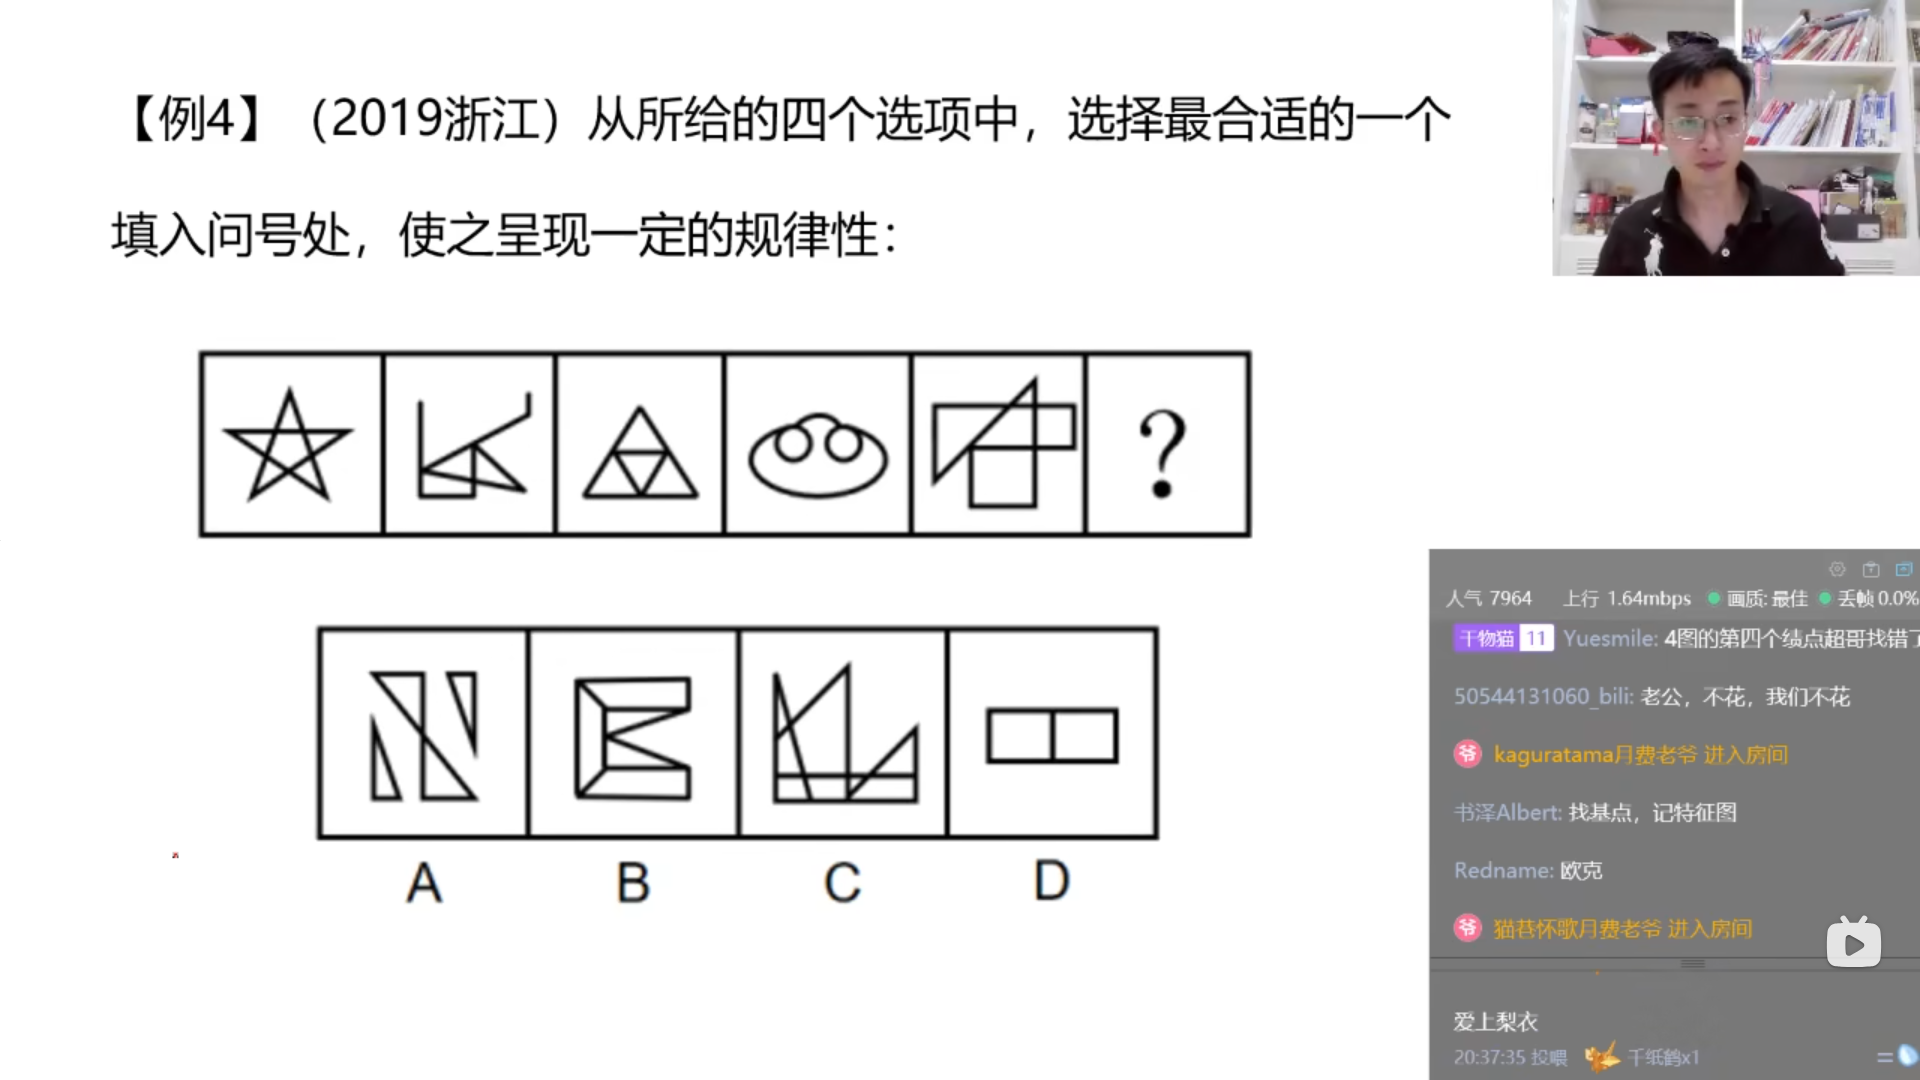 【例4】（2019浙江）从所给的四个选项中，选择最合适的一个
填入问号处，使之呈现一定的规律性：
?
A B C D
人气 7964 上行 1.64mbps 画质: 最佳 丢帧 0.0%
干物猫 11 Yuesmile: 4图的第四个结点超哥找错了
50544131060_bili: 老公，不花，我们不花
爷 kaguratama月费老爷 进入房间
书泽Albert: 找基点，记特征图
Redname: 欧克
爷 猫巷怀歌月费老爷 进入房间
爱上梨衣
20:37:35 投喂 千纸鹤x1